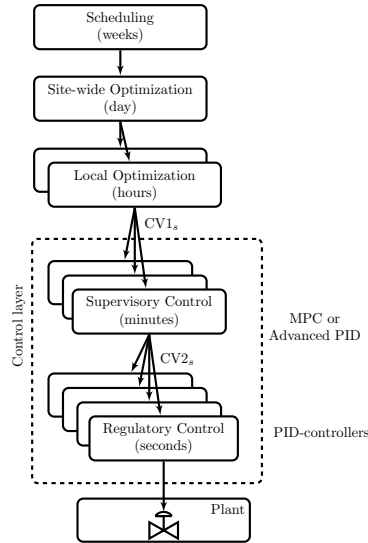 Scheduling
(weeks)
Site-wide Optimization
(day)
Local Optimization
(hours)
CV1ₛ
Control layer
Supervisory Control
(minutes)
MPC or
Advanced PID
CV2ₛ
Regulatory Control
(seconds)
PID-controllers
Plant